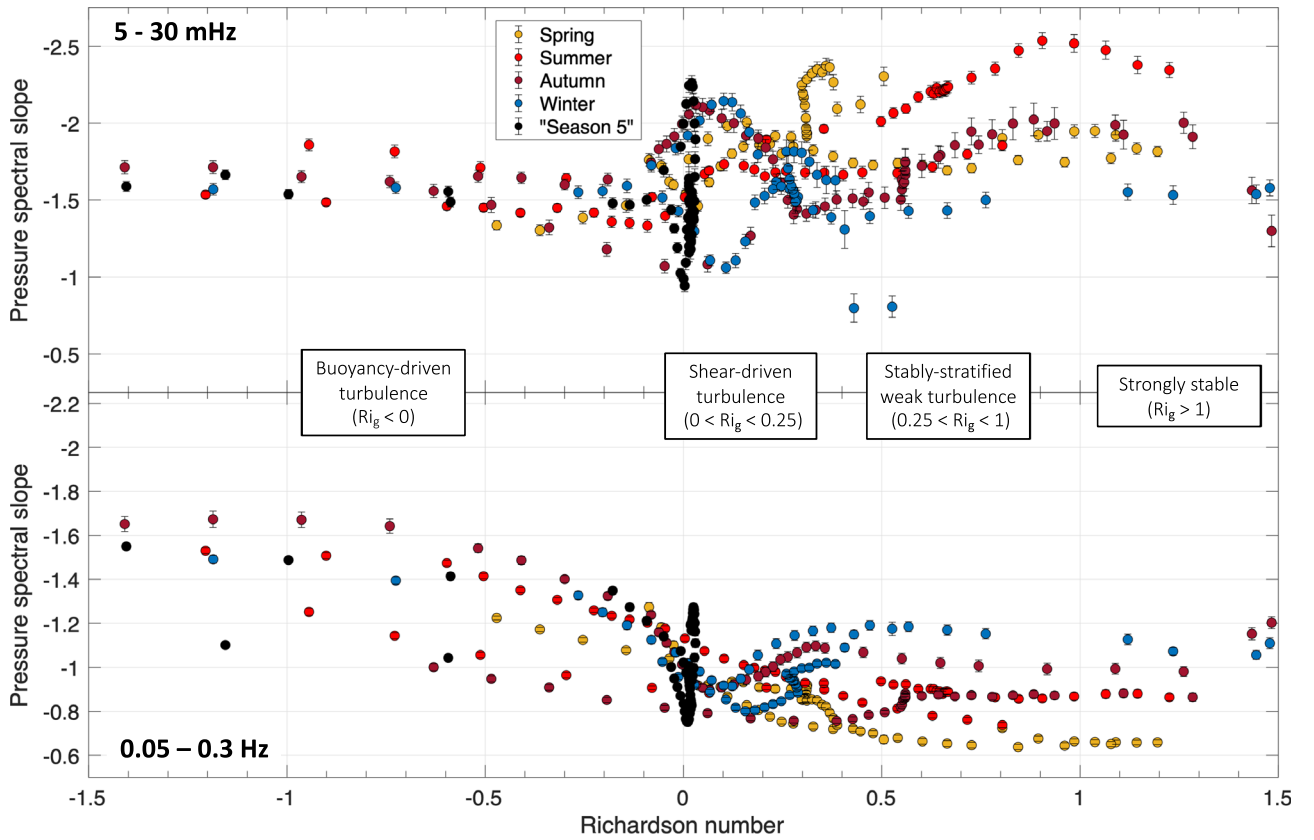 5 - 30 mHz
Spring
Summer
Autumn
Winter
"Season 5"
Pressure spectral slope
-2.5
-2
-1.5
-1
-0.5
Buoyancy-driven
turbulence
(Ri_g < 0)
Shear-driven
turbulence
(0 < Ri_g < 0.25)
Stably-stratified
weak turbulence
(0.25 < Ri_g < 1)
Strongly stable
(Ri_g > 1)
Pressure spectral slope
-2.2
-2
-1.8
-1.6
-1.4
-1.2
-1
-0.8
-0.6
0.05 – 0.3 Hz
-1.5 -1 -0.5 0 0.5 1 1.5
Richardson number